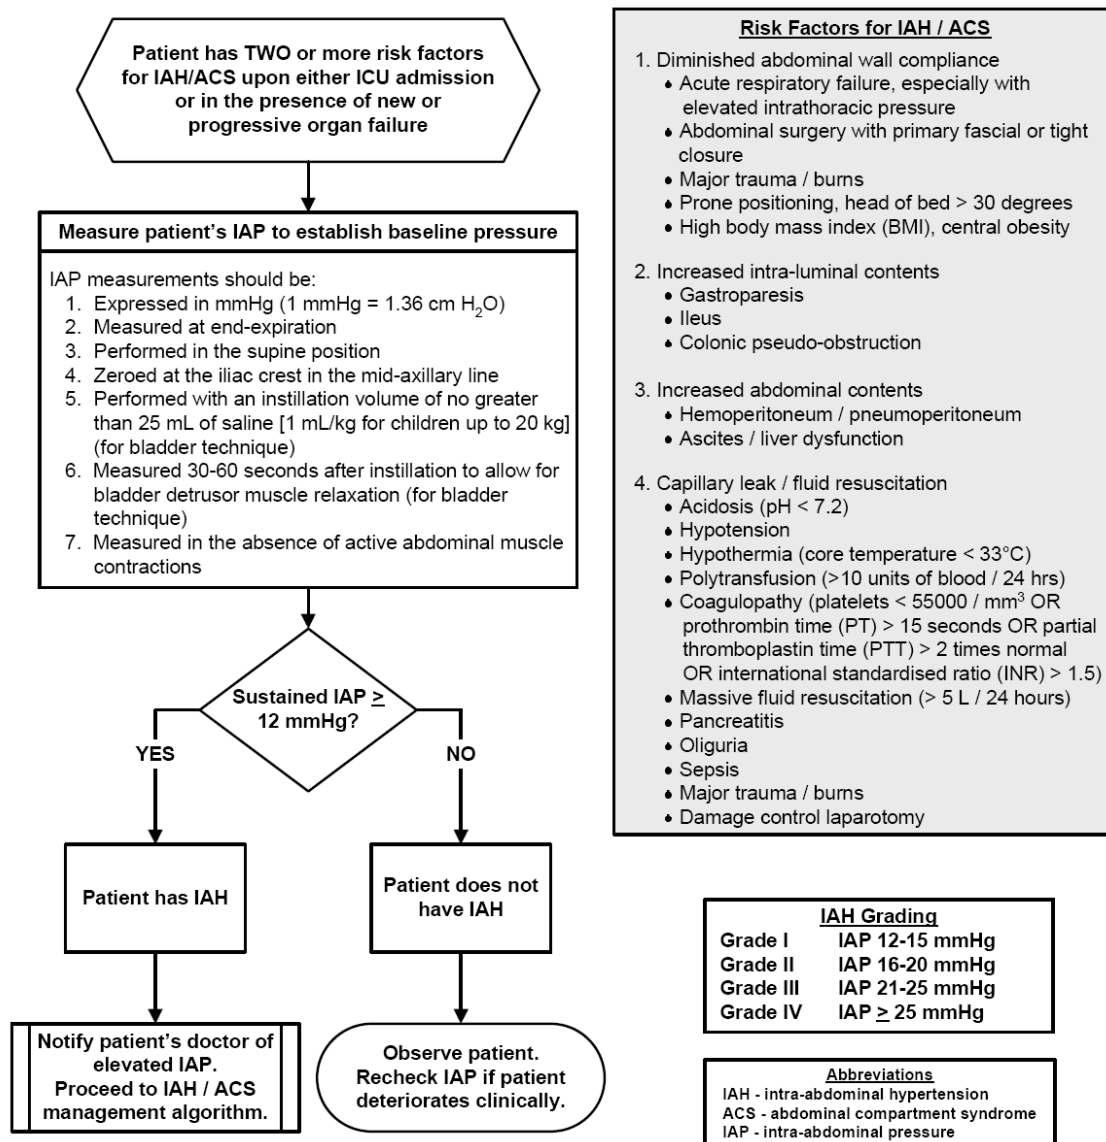 Patient has TWO or more risk factors
for IAH/ACS upon either ICU admission
or in the presence of new or
progressive organ failure
Measure patient's IAP to establish baseline pressure
IAP measurements should be:
1. Expressed in mmHg (1 mmHg = 1.36 cm H₂O)
2. Measured at end-expiration
3. Performed in the supine position
4. Zeroed at the iliac crest in the mid-axillary line
5. Performed with an instillation volume of no greater
than 25 mL of saline [1 mL/kg for children up to 20 kg]
(for bladder technique)
6. Measured 30-60 seconds after instillation to allow for
bladder detrusor muscle relaxation (for bladder
technique)
7. Measured in the absence of active abdominal muscle
contractions
Sustained IAP ≥
12 mmHg?
YES
NO
Patient has IAH
Patient does not
have IAH
Notify patient's doctor of
elevated IAP.
Proceed to IAH / ACS
management algorithm.
Observe patient.
Recheck IAP if patient
deteriorates clinically.
Risk Factors for IAH / ACS
1. Diminished abdominal wall compliance
• Acute respiratory failure, especially with
elevated intrathoracic pressure
• Abdominal surgery with primary fascial or tight
closure
• Major trauma / burns
• Prone positioning, head of bed > 30 degrees
• High body mass index (BMI), central obesity
2. Increased intra-luminal contents
• Gastroparesis
• Ileus
• Colonic pseudo-obstruction
3. Increased abdominal contents
• Hemoperitoneum / pneumoperitoneum
• Ascites / liver dysfunction
4. Capillary leak / fluid resuscitation
• Acidosis (pH < 7.2)
• Hypotension
• Hypothermia (core temperature < 33°C)
• Polytransfusion (>10 units of blood / 24 hrs)
• Coagulopathy (platelets < 55000 / mm³ OR
prothrombin time (PT) > 15 seconds OR partial
thromboplastin time (PTT) > 2 times normal
OR international standardised ratio (INR) > 1.5)
• Massive fluid resuscitation (> 5 L / 24 hours)
• Pancreatitis
• Oliguria
• Sepsis
• Major trauma / burns
• Damage control laparotomy
IAH Grading
Grade I IAP 12-15 mmHg
Grade II IAP 16-20 mmHg
Grade III IAP 21-25 mmHg
Grade IV IAP ≥ 25 mmHg
Abbreviations
IAH - intra-abdominal hypertension
ACS - abdominal compartment syndrome
IAP - intra-abdominal pressure